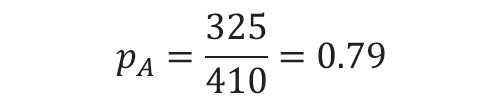 p_A = 325/410 = 0.79